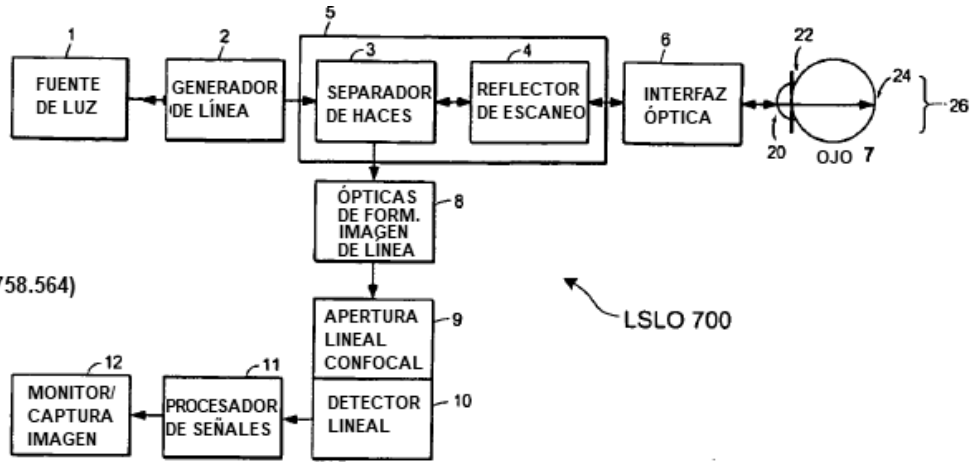 5
1
2
3
4
6
22
FUENTE
DE LUZ
GENERADOR
DE LÍNEA
SEPARADOR
DE HACES
REFLECTOR
DE ESCANEO
INTERFAZ
ÓPTICA
24
26
20
OJO 7
ÓPTICAS
DE FORM.
IMAGEN
DE LÍNEA
8
758.564)
LSLO 700
APERTURA
LINEAL
CONFOCAL
9
12
11
MONITOR/
CAPTURA
IMAGEN
PROCESADOR
DE SEÑALES
DETECTOR
LINEAL
10